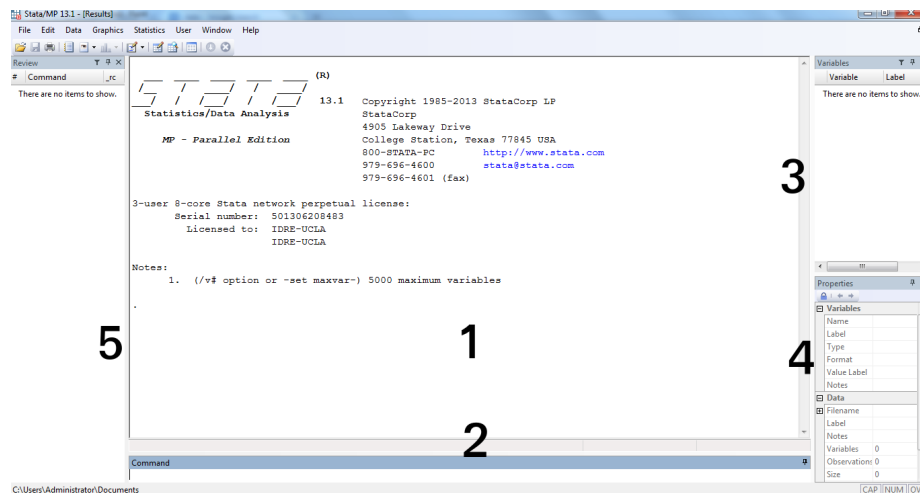 Stata/MP 13.1 - [Results]
File Edit Data Graphics Statistics User Window Help
Review
# Command _rc
There are no items to show.
(R)
13.1 Copyright 1985-2013 StataCorp LP
Statistics/Data Analysis StataCorp
4905 Lakeway Drive
MP - Parallel Edition College Station, Texas 77845 USA
800-STATA-PC http://www.stata.com
979-696-4600 stata@stata.com
979-696-4601 (fax)
3-user 8-core Stata network perpetual license:
Serial number: 501306208483
Licensed to: IDRE-UCLA
IDRE-UCLA
Notes:
1. (/v# option or -set maxvar-) 5000 maximum variables
.
Variables
Variable Label
There are no items to show.
3
Properties
Variables
Name
Label
Type
Format
Value Label
Notes
Data
Filename
Label
Notes
Variables 0
Observations 0
Size 0
5
1
4
2
Command
C:\Users\Administrator\Documents
CAP NUM OV